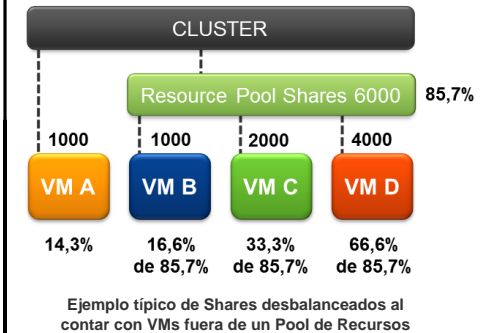 CLUSTER
Resource Pool Shares 6000 85,7%
1000 1000 2000 4000
VM A VM B VM C VM D
14,3% 16,6% 33,3% 66,6%
de 85,7% de 85,7% de 85,7%
Ejemplo típico de Shares desbalanceados al
contar con VMs fuera de un Pool de Recursos